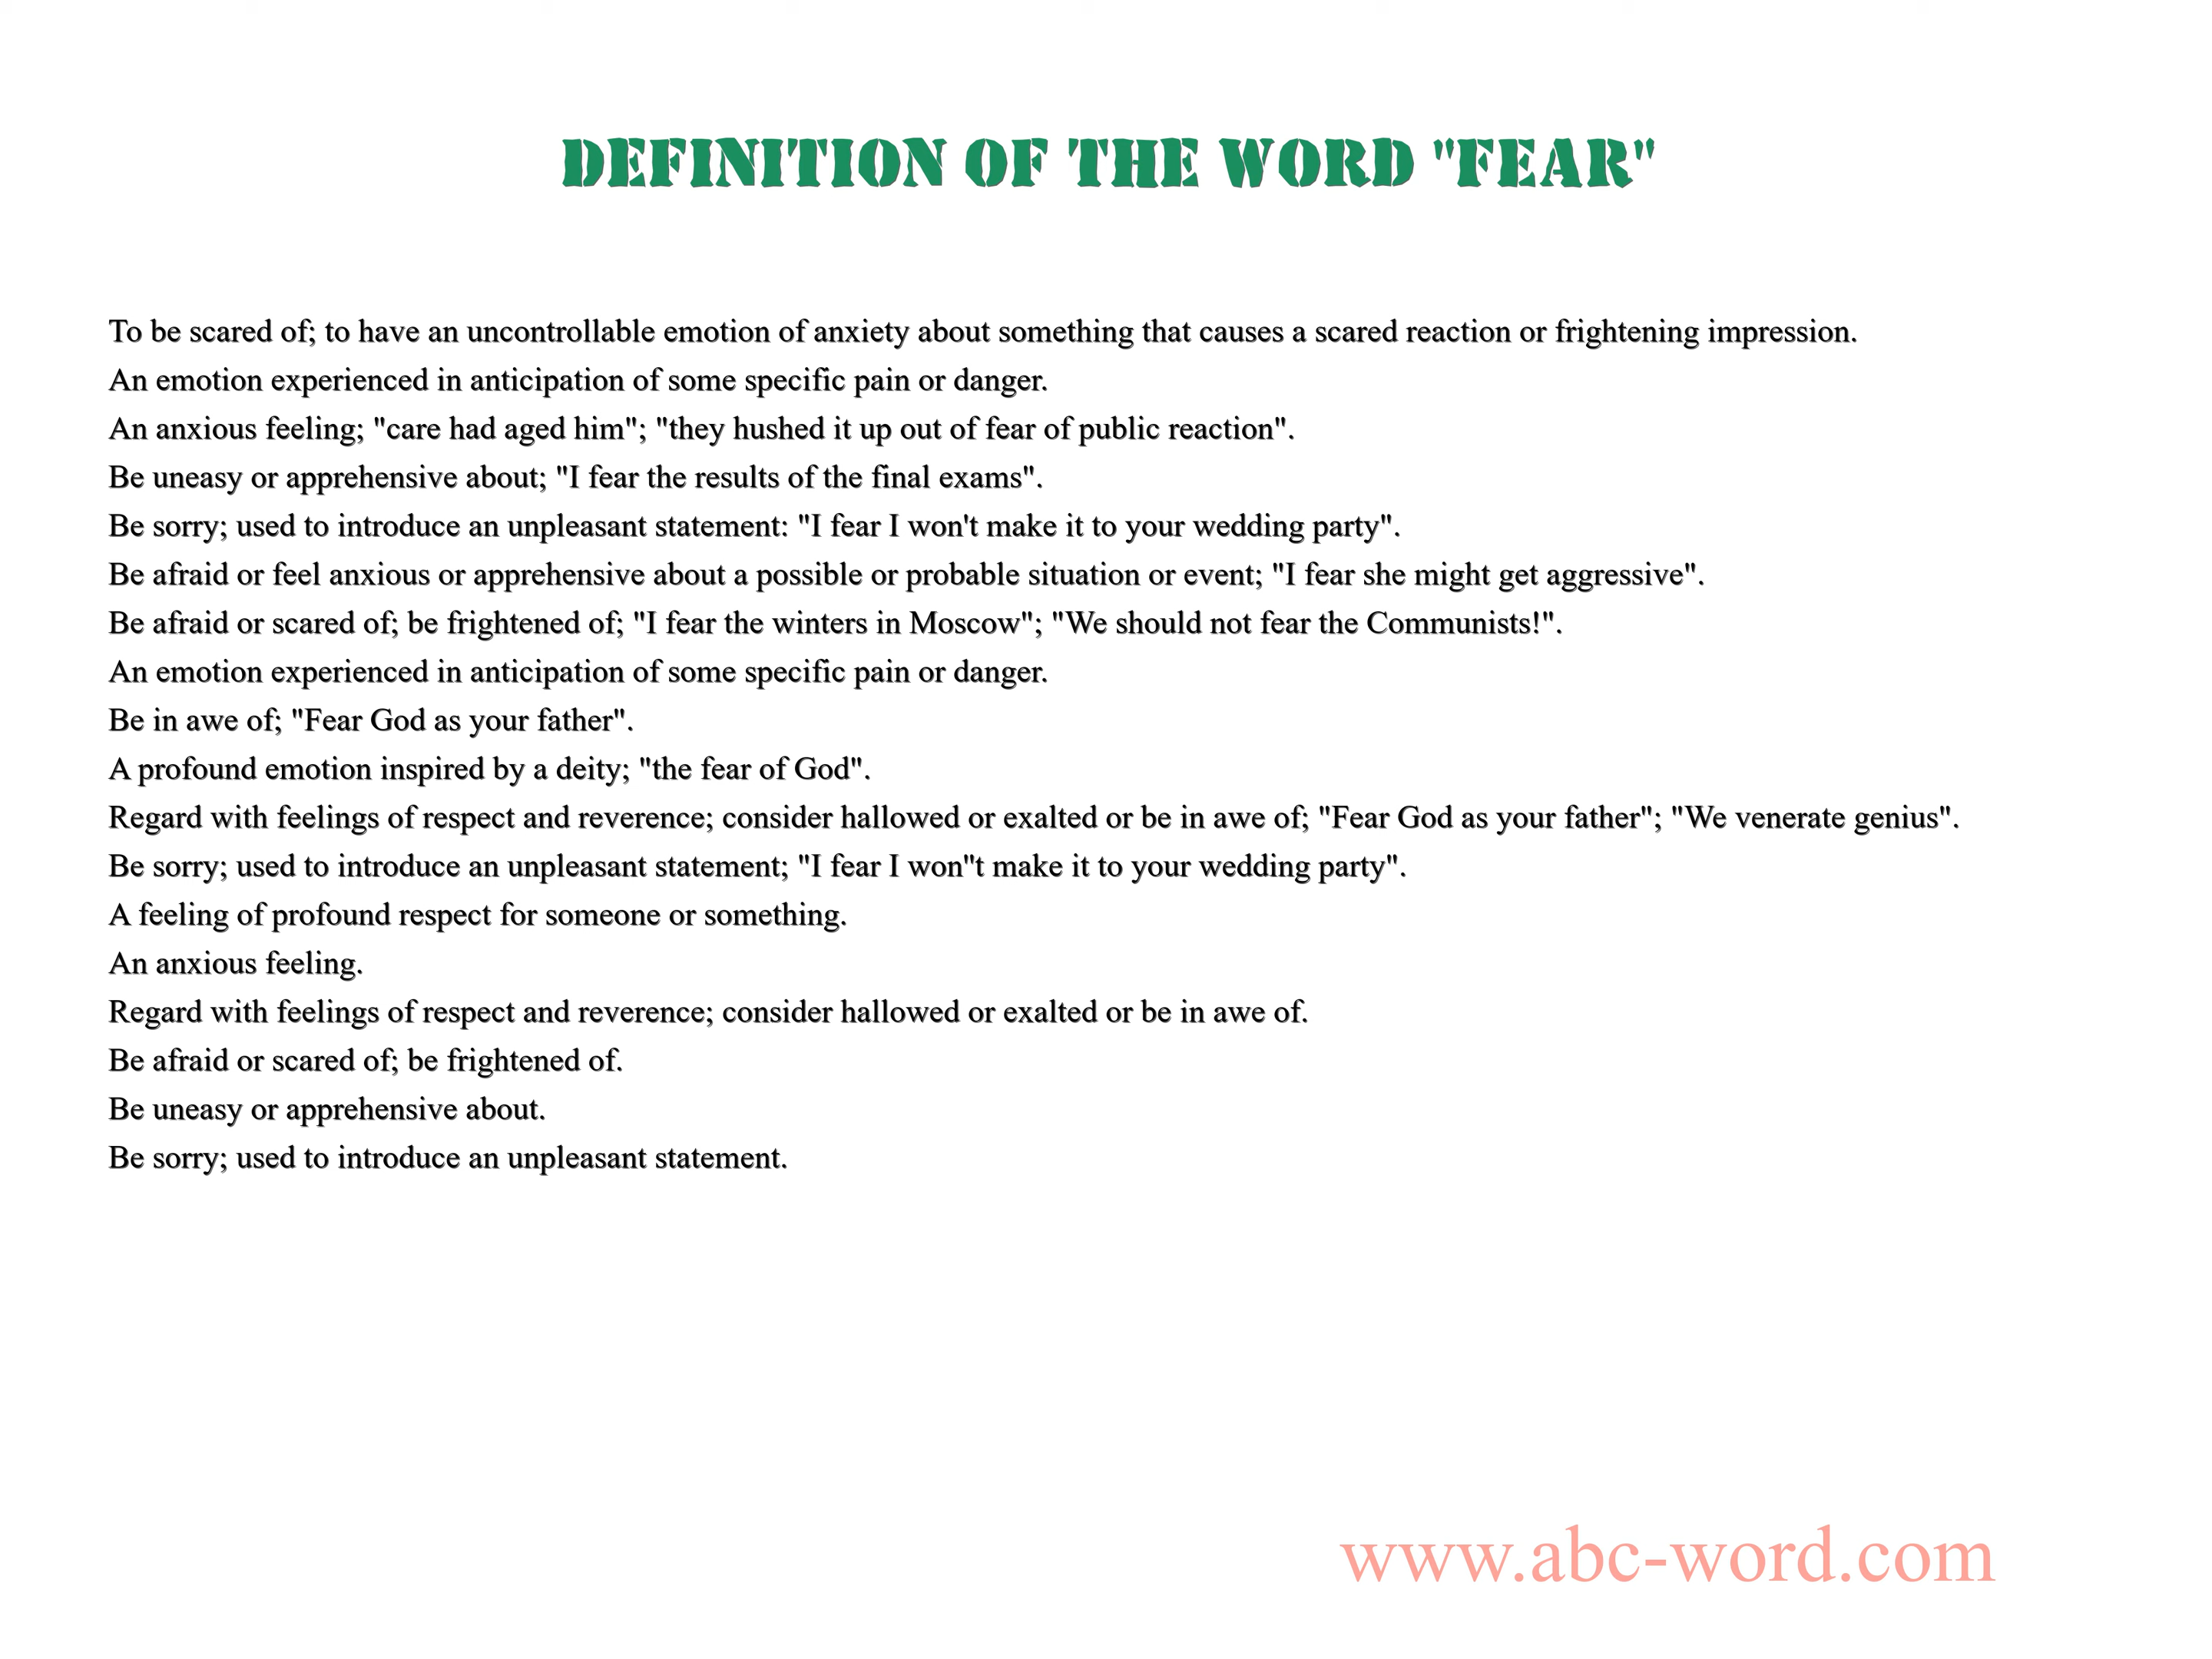 DEFINITION OF THE WORD "FEAR"
To be scared of; to have an uncontrollable emotion of anxiety about something that causes a scared reaction or frightening impression.
An emotion experienced in anticipation of some specific pain or danger.
An anxious feeling; "care had aged him"; "they hushed it up out of fear of public reaction".
Be uneasy or apprehensive about; "I fear the results of the final exams".
Be sorry; used to introduce an unpleasant statement: "I fear I won't make it to your wedding party".
Be afraid or feel anxious or apprehensive about a possible or probable situation or event; "I fear she might get aggressive".
Be afraid or scared of; be frightened of; "I fear the winters in Moscow"; "We should not fear the Communists!".
An emotion experienced in anticipation of some specific pain or danger.
Be in awe of; "Fear God as your father".
A profound emotion inspired by a deity; "the fear of God".
Regard with feelings of respect and reverence; consider hallowed or exalted or be in awe of; "Fear God as your father"; "We venerate genius".
Be sorry; used to introduce an unpleasant statement; "I fear I won"t make it to your wedding party".
A feeling of profound respect for someone or something.
An anxious feeling.
Regard with feelings of respect and reverence; consider hallowed or exalted or be in awe of.
Be afraid or scared of; be frightened of.
Be uneasy or apprehensive about.
Be sorry; used to introduce an unpleasant statement.
www.abc-word.com